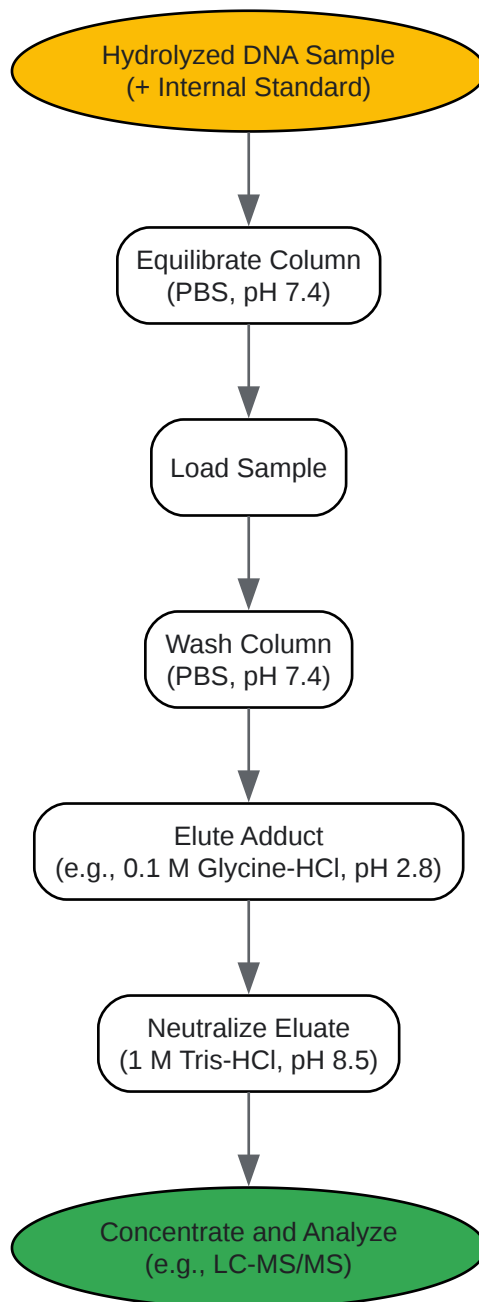 Hydrolyzed DNA Sample
(+ Internal Standard)
Equilibrate Column
(PBS, pH 7.4)
Load Sample
Wash Column
(PBS, pH 7.4)
Elute Adduct
(e.g., 0.1 M Glycine-HCl, pH 2.8)
Neutralize Eluate
(1 M Tris-HCl, pH 8.5)
Concentrate and Analyze
(e.g., LC-MS/MS)